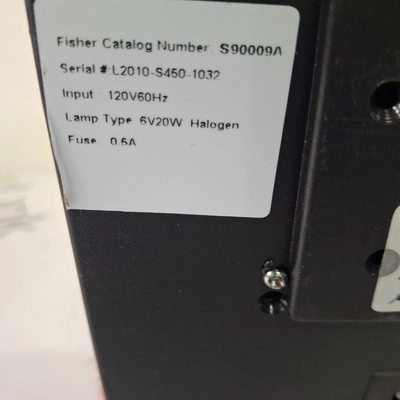 Fisher Catalog Number: S90009A
Serial #:L2010-S450-1032
Input : 120V60Hz
Lamp Type: 6V20W Halogen
Fuse: 0.5A